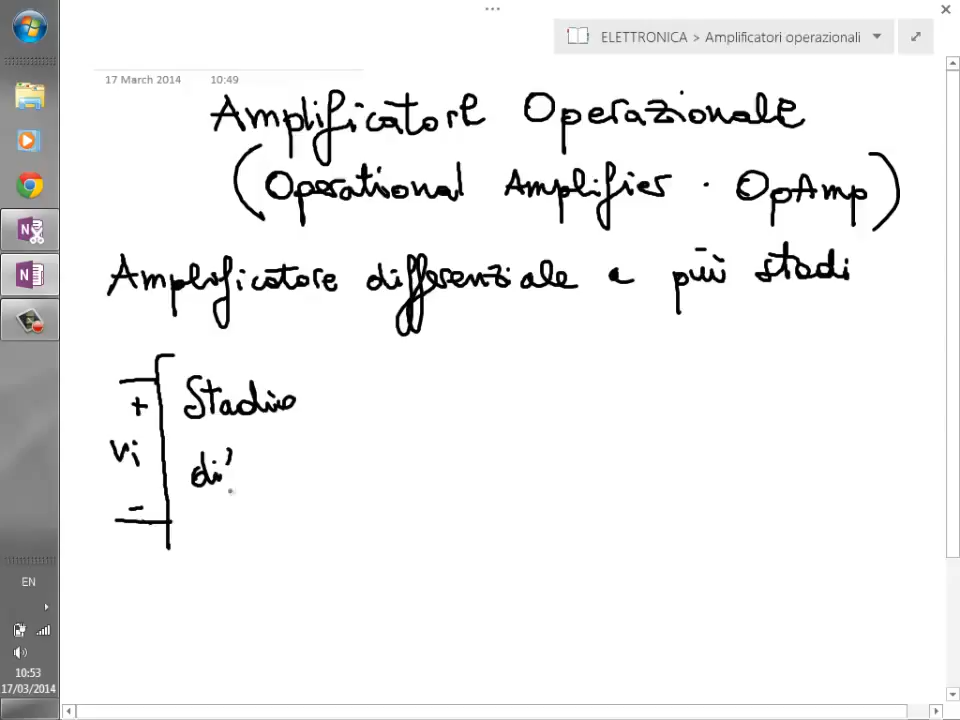 ELETTRONICA > Amplificatori operazionali
17 March 2014 10:49
Amplificatore Operazionale
(Operational Amplifier · OpAmp)
Amplificatore differenziale a più stadi
+ Stadio
vi
di
-
EN
10:53
17/03/2014